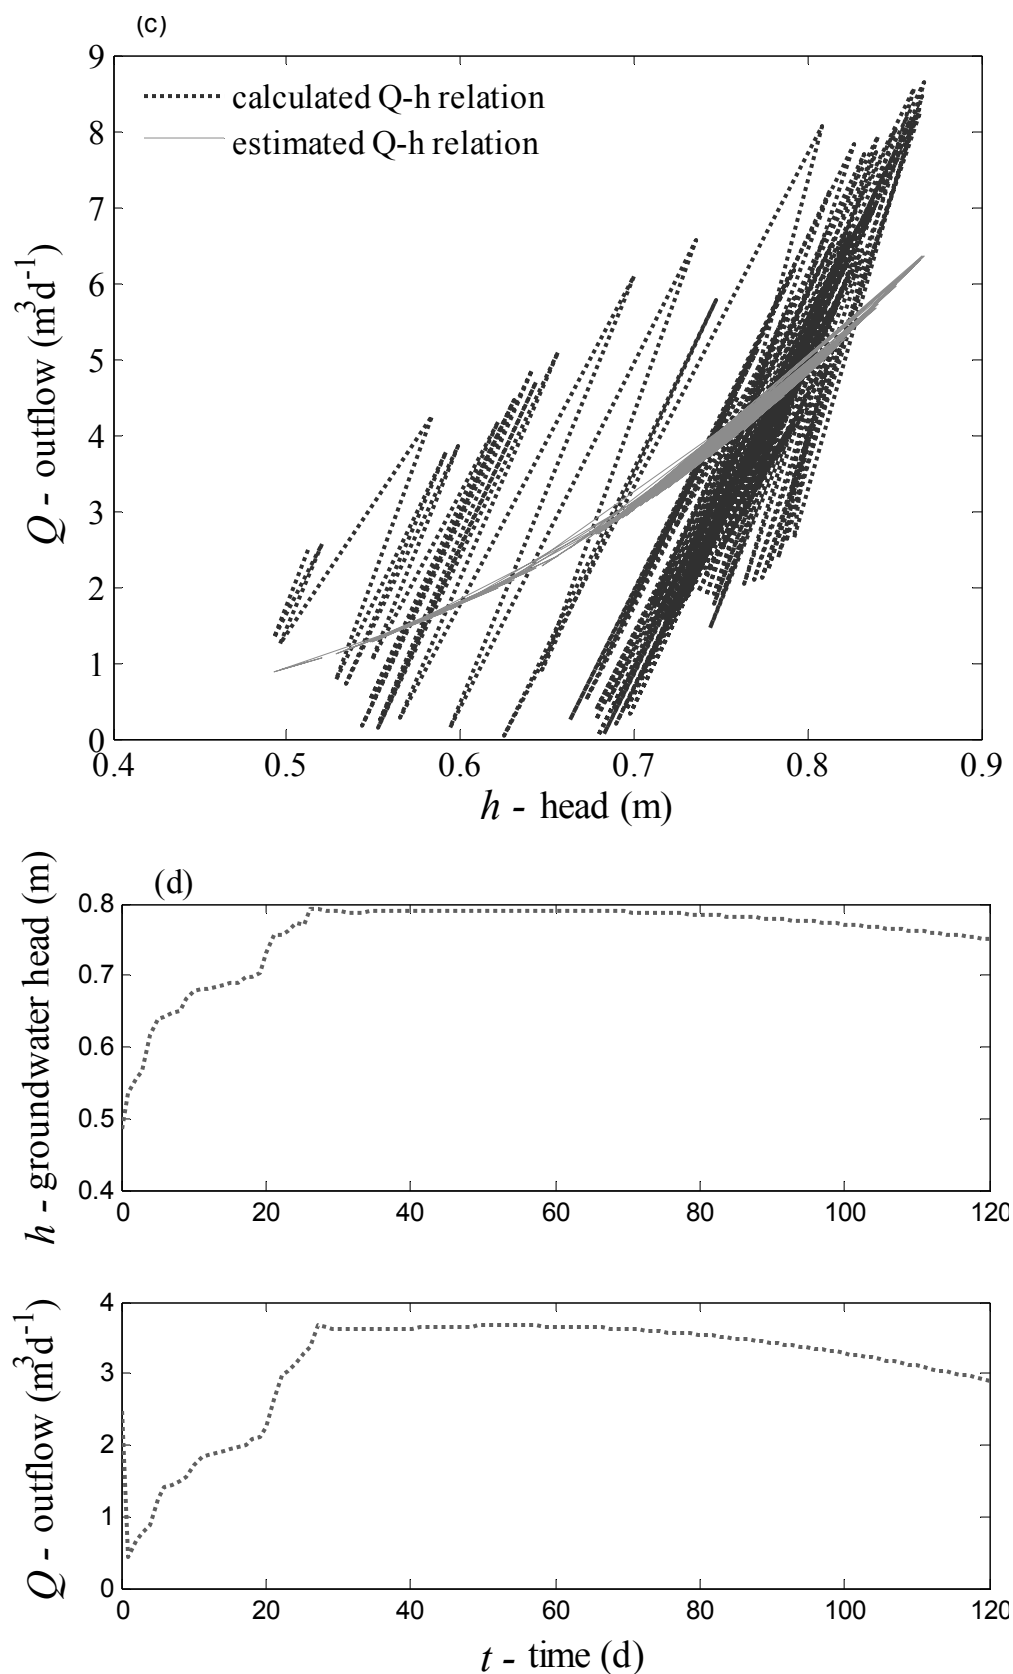 (c)
9
8
7
6
5
4
3
2
1
0
Q - outflow (m³d⁻¹)
calculated Q-h relation
estimated Q-h relation
0.4 0.5 0.6 0.7 0.8 0.9
h - head (m)
(d)
h - groundwater head (m)
0.8
0.7
0.6
0.5
0.4
0 20 40 60 80 100 120
Q - outflow (m³d⁻¹)
4
3
2
1
0
0 20 40 60 80 100 120
t - time (d)